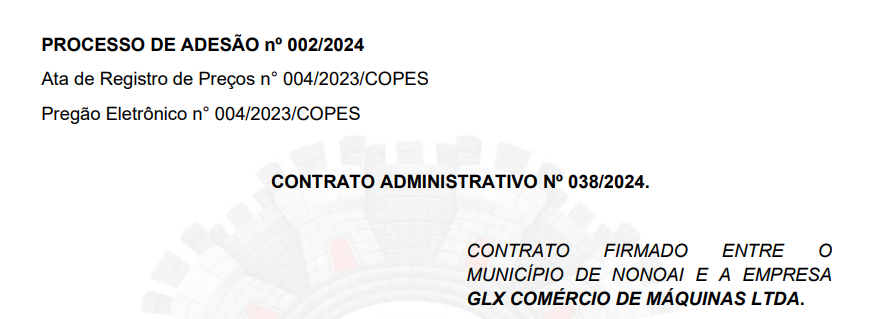 PROCESSO DE ADESÃO nº 002/2024
Ata de Registro de Preços n° 004/2023/COPES
Pregão Eletrônico n° 004/2023/COPES
CONTRATO ADMINISTRATIVO Nº 038/2024.
CONTRATO FIRMADO ENTRE O
MUNICÍPIO DE NONOAI E A EMPRESA
GLX COMÉRCIO DE MÁQUINAS LTDA.